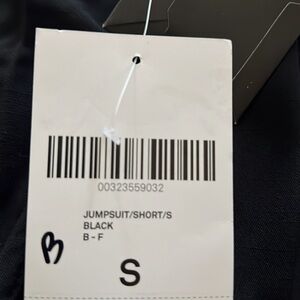 00323559032
JUMPSUIT/SHORT/S
BLACK
B - F
B
S